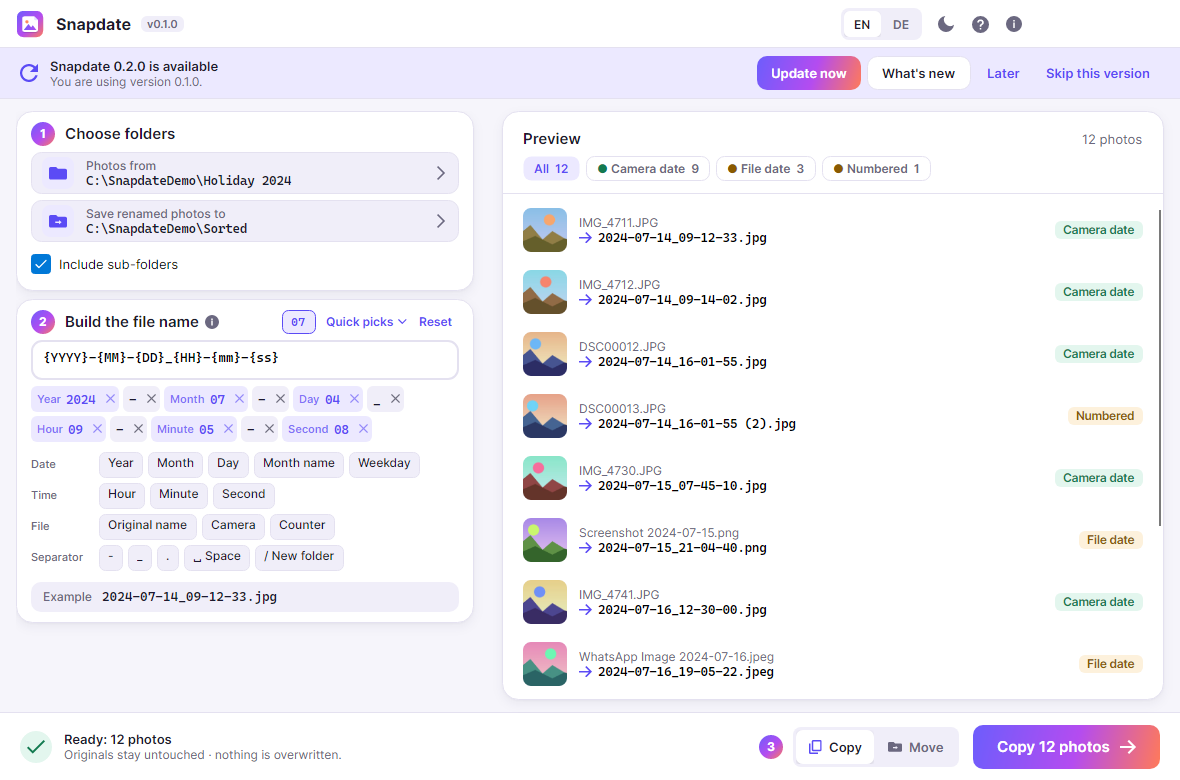 Snapdate v0.1.0
EN DE
Snapdate 0.2.0 is available
You are using version 0.1.0.
Update now What's new Later Skip this version
1 Choose folders
Photos from
C:\SnapdateDemo\Holiday 2024
Save renamed photos to
C:\SnapdateDemo\Sorted
Include sub-folders
2 Build the file name 07 Quick picks Reset
{YYYY}-{MM}-{DD}_{HH}-{mm}-{ss}
Year 2024 × - × Month 07 × - × Day 04 × _ ×
Hour 09 × - × Minute 05 × - × Second 08 ×
Date Year Month Day Month name Weekday
Time Hour Minute Second
File Original name Camera Counter
Separator - _ . ␣ Space / New folder
Example 2024-07-14_09-12-33.jpg
Preview 12 photos
All 12 Camera date 9 File date 3 Numbered 1
IMG_4711.JPG
→ 2024-07-14_09-12-33.jpg Camera date
IMG_4712.JPG
→ 2024-07-14_09-14-02.jpg Camera date
DSC00012.JPG
→ 2024-07-14_16-01-55.jpg Camera date
DSC00013.JPG
→ 2024-07-14_16-01-55 (2).jpg Numbered
IMG_4730.JPG
→ 2024-07-15_07-45-10.jpg Camera date
Screenshot 2024-07-15.png
→ 2024-07-15_21-04-40.png File date
IMG_4741.JPG
→ 2024-07-16_12-30-00.jpg Camera date
WhatsApp Image 2024-07-16.jpeg
→ 2024-07-16_19-05-22.jpeg File date
Ready: 12 photos
Originals stay untouched · nothing is overwritten.
3 Copy Move Copy 12 photos →